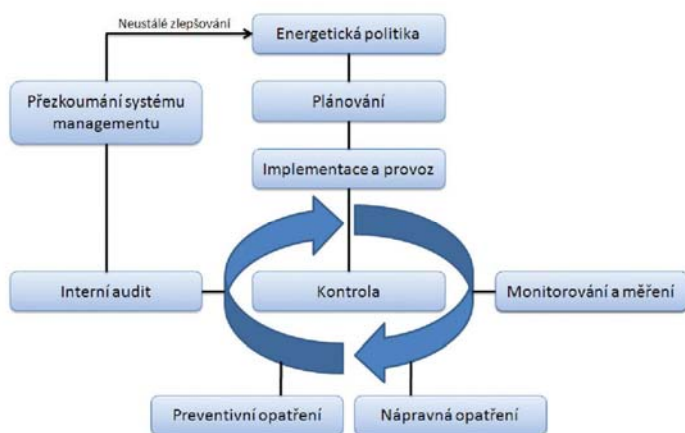 Neustálé zlepšování
Energetická politika
Přezkoumání systému
managementu
Plánování
Implementace a provoz
Interní audit
Kontrola
Monitorování a měření
Preventivní opatření
Nápravná opatření